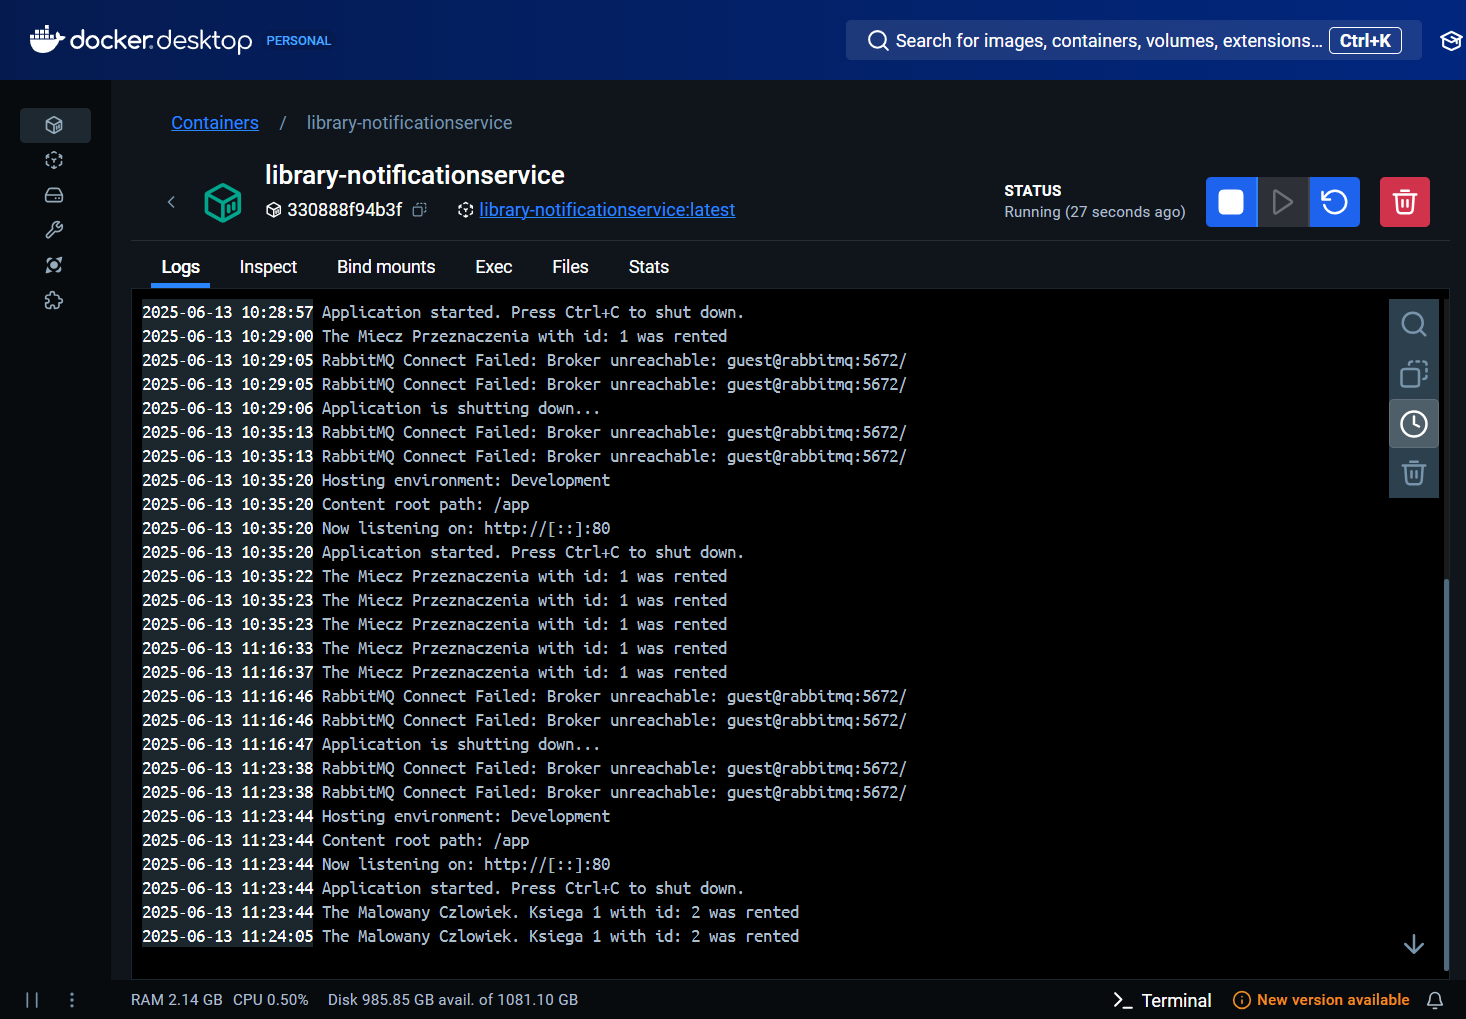 docker.desktop PERSONAL
Search for images, containers, volumes, extensions... Ctrl+K
Containers / library-notificationservice
library-notificationservice
330888f94b3f library-notificationservice:latest
STATUS
Running (27 seconds ago)
Logs Inspect Bind mounts Exec Files Stats
2025-06-13 10:28:57 Application started. Press Ctrl+C to shut down.
2025-06-13 10:29:00 The Miecz Przeznaczenia with id: 1 was rented
2025-06-13 10:29:05 RabbitMQ Connect Failed: Broker unreachable: guest@rabbitmq:5672/
2025-06-13 10:29:05 RabbitMQ Connect Failed: Broker unreachable: guest@rabbitmq:5672/
2025-06-13 10:29:06 Application is shutting down...
2025-06-13 10:35:13 RabbitMQ Connect Failed: Broker unreachable: guest@rabbitmq:5672/
2025-06-13 10:35:13 RabbitMQ Connect Failed: Broker unreachable: guest@rabbitmq:5672/
2025-06-13 10:35:20 Hosting environment: Development
2025-06-13 10:35:20 Content root path: /app
2025-06-13 10:35:20 Now listening on: http://[::]:80
2025-06-13 10:35:20 Application started. Press Ctrl+C to shut down.
2025-06-13 10:35:22 The Miecz Przeznaczenia with id: 1 was rented
2025-06-13 10:35:23 The Miecz Przeznaczenia with id: 1 was rented
2025-06-13 10:35:23 The Miecz Przeznaczenia with id: 1 was rented
2025-06-13 11:16:33 The Miecz Przeznaczenia with id: 1 was rented
2025-06-13 11:16:37 The Miecz Przeznaczenia with id: 1 was rented
2025-06-13 11:16:46 RabbitMQ Connect Failed: Broker unreachable: guest@rabbitmq:5672/
2025-06-13 11:16:46 RabbitMQ Connect Failed: Broker unreachable: guest@rabbitmq:5672/
2025-06-13 11:16:47 Application is shutting down...
2025-06-13 11:23:38 RabbitMQ Connect Failed: Broker unreachable: guest@rabbitmq:5672/
2025-06-13 11:23:38 RabbitMQ Connect Failed: Broker unreachable: guest@rabbitmq:5672/
2025-06-13 11:23:44 Hosting environment: Development
2025-06-13 11:23:44 Content root path: /app
2025-06-13 11:23:44 Now listening on: http://[::]:80
2025-06-13 11:23:44 Application started. Press Ctrl+C to shut down.
2025-06-13 11:23:44 The Malowany Czlowiek. Ksiega 1 with id: 2 was rented
2025-06-13 11:24:05 The Malowany Czlowiek. Ksiega 1 with id: 2 was rented
RAM 2.14 GB CPU 0.50% Disk 985.85 GB avail. of 1081.10 GB Terminal New version available